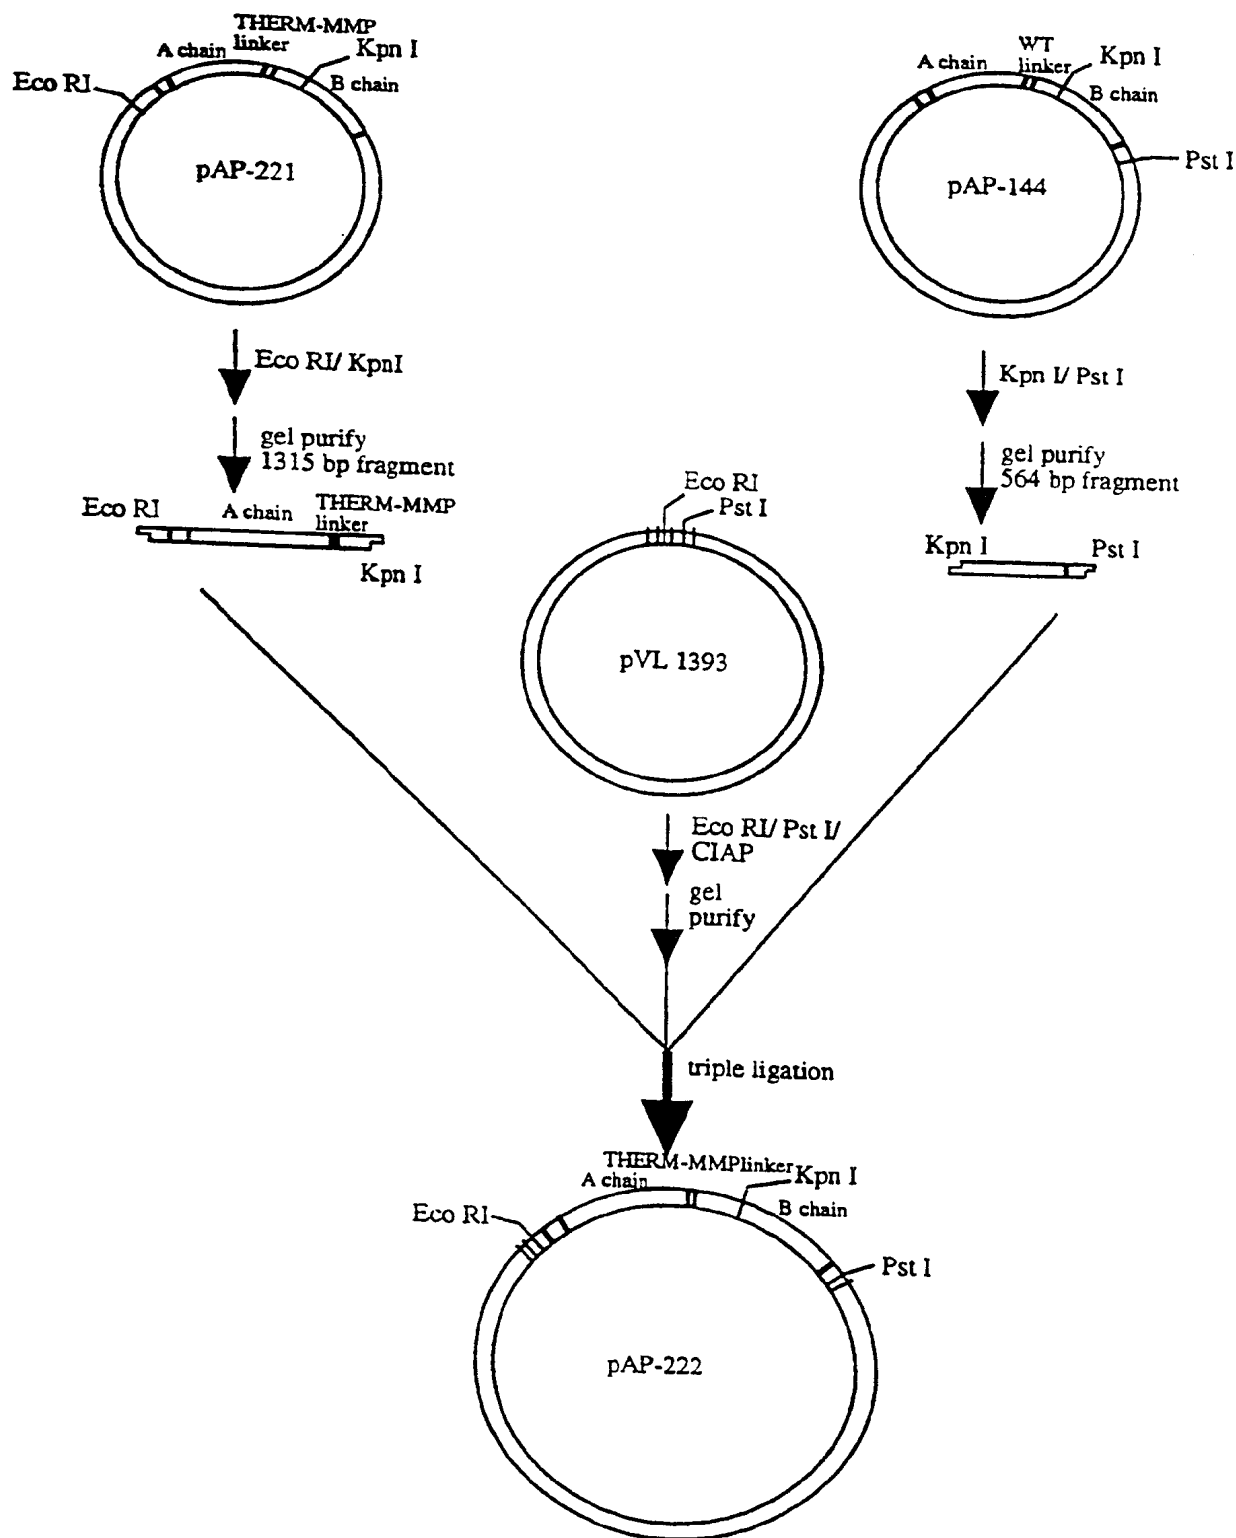 THERM-MMP
linker
A chain
Kpn I
Eco RI
B chain
pAP-221
Eco RI/ KpnI
gel purify
1315 bp fragment
Eco RI
A chain
THERM-MMP
linker
Kpn I
WT
linker
A chain
Kpn I
B chain
Pst I
pAP-144
Kpn I/ Pst I
gel purify
564 bp fragment
Kpn I
Pst I
Eco RI
Pst I
pVL 1393
Eco RI/ Pst I/
CIAP
gel
purify
triple ligation
THERM-MMPlinker
A chain
Kpn I
B chain
Eco RI
Pst I
pAP-222